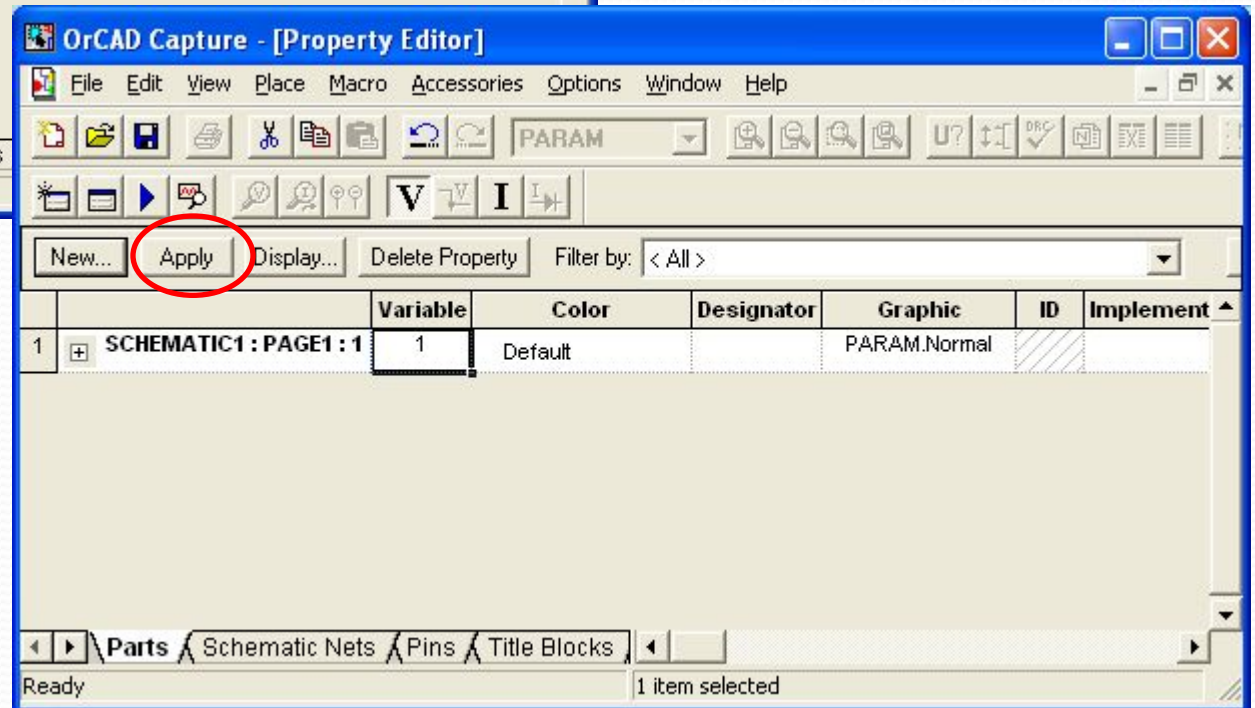 OrCAD Capture - [Property Editor]
File Edit View Place Macro Accessories Options Window Help
s
PARAM U? DRC
V V I I
New... Apply Display... Delete Property Filter by: < All >
Variable Color Designator Graphic ID Implement
1 SCHEMATIC1 : PAGE1 : 1 1 Default PARAM.Normal
Parts Schematic Nets Pins Title Blocks
Ready 1 item selected